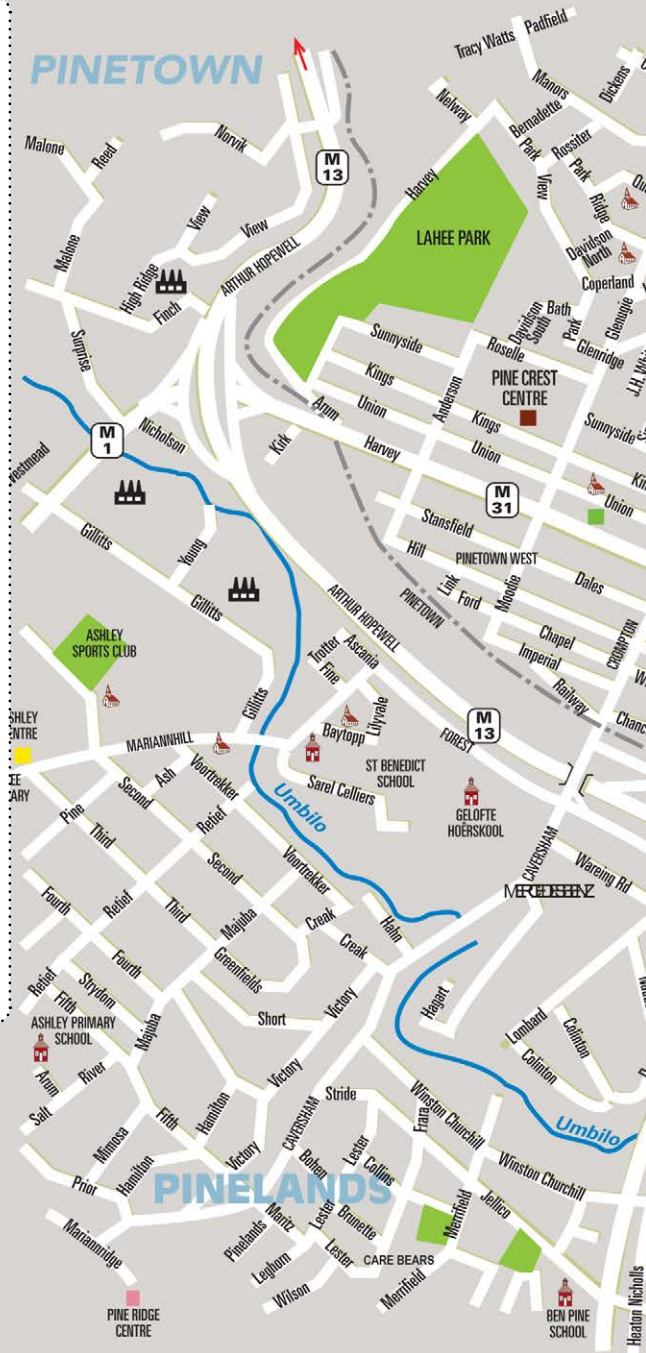 PINETOWN
Tracy Watts
Padfield
Dickens
Nelway
Manors
Bernadette
Malone
Reed
Norvik
M
13
Rossiter
Park
View
Park
Ridge
Harvey
LAHEE PARK
View
View
Malone
High Ridge
ARTHUR HOPEWELL
Davidson
North
Coperland
Finch
Davidson
South
Bath
Park
Glenugie
Surprise
Sunnyside
Roselle
Glenridge
Kings
PINE CREST
CENTRE
Anderson
Arum
Union
Kings
Sunnyside
M
1
Nicholson
Kirk
Harvey
Union
M
31
Union
Gillitts
Stansfield
Young
Hill
PINETOWN WEST
Dales
Link
Ford
Moodie
Gillitts
ARTHUR HOPEWELL
PINETOWN
Chapel
Imperial
CROMPTON
ASHLEY
SPORTS CLUB
Trotter
Fine
Ascania
Railway
Gillitts
Lilyvale
Baytopp
M
13
FOREST
MARIANNHILL
ST BENEDICT
SCHOOL
Ash
Voortrekker
Sarel Celliers
Pine
Second
Umbilo
GELOFTE
HOËRSKOOL
Third
Retief
CAVERSHAM
Wareing Rd
Second
Voortrekker
MERCEDES BENZ
Fourth
Retief
Third
Majuba
Creak
Hahn
Creak
Fourth
Greenfields
Retief
Strydom
Fifth
Majuba
Short
Victory
Hagart
Lombard
Colinton
Colinton
ASHLEY PRIMARY
SCHOOL
Arum
River
Salt
Victory
Stride
Winston Churchill
Umbilo
Hamilton
Fifth
CAVERSHAM
Frara
Mimosa
Victory
Bohen
Lester
Collins
Winston Churchill
Hamilton
Prior
PINELANDS
Merrifield
Jellico
Mariannridge
Pinelands
Maritz
Lester
Brunette
Leghorn
Lester
CARE BEARS
Wilson
Merrifield
PINE RIDGE
CENTRE
BEN PINE
SCHOOL
Heaton Nicholls